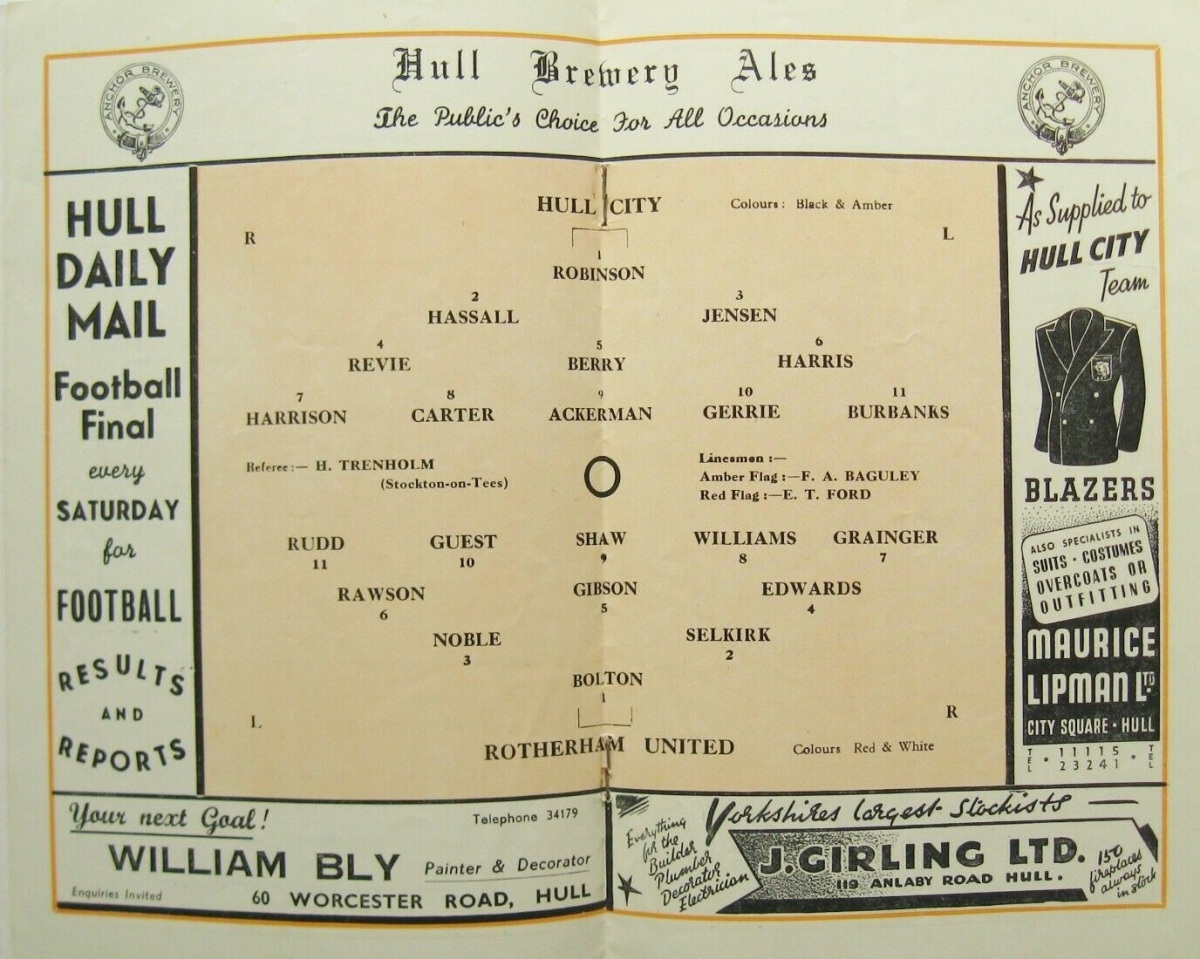 Hull Brewery Ales
The Public's Choice For All Occasions
ANCHOR BREWERY
ANCHOR BREWERY
HULL
DAILY
MAIL
Football
Final
every
SATURDAY
for
FOOTBALL
RESULTS
AND
REPORTS
HULL CITY
Colours: Black & Amber
R
L
1
ROBINSON
2 3
HASSALL JENSEN
4 5 6
REVIE BERRY HARRIS
7 8 9 10 11
HARRISON CARTER ACKERMAN GERRIE BURBANKS
Referee:— H. TRENHOLM
(Stockton-on-Tees)
Linesmen :—
Amber Flag :—F. A. BAGULEY
Red Flag :—E. T. FORD
RUDD GUEST SHAW WILLIAMS GRAINGER
11 10 9 8 7
RAWSON GIBSON EDWARDS
6 5 4
NOBLE SELKIRK
3 2
BOLTON
1
L
R
ROTHERHAM UNITED
Colours Red & White
As Supplied to
HULL CITY
Team
BLAZERS
ALSO SPECIALISTS IN
SUITS · COSTUMES
OVERCOATS OR
OUTFITTING
MAURICE
LIPMAN LTD.
CITY SQUARE · HULL
TEL · 11115 · TEL
23241
Your next Goal!
Telephone 34179
WILLIAM BLY Painter & Decorator
Enquiries Invited
60 WORCESTER ROAD, HULL
Everything
for the
Builder
Plumber
Decorator
Electrician
Yorkshires largest Stockists —
J. GIRLING LTD.
119 ANLABY ROAD HULL.
150
fireplaces
always
in stock